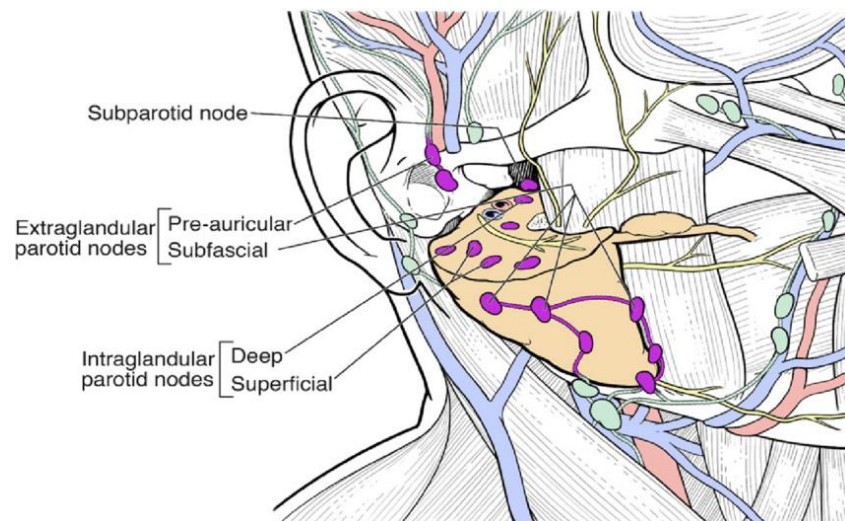 Subparotid node
Extraglandular
parotid nodes
Pre-auricular
Subfascial
Intraglandular
parotid nodes
Deep
Superficial